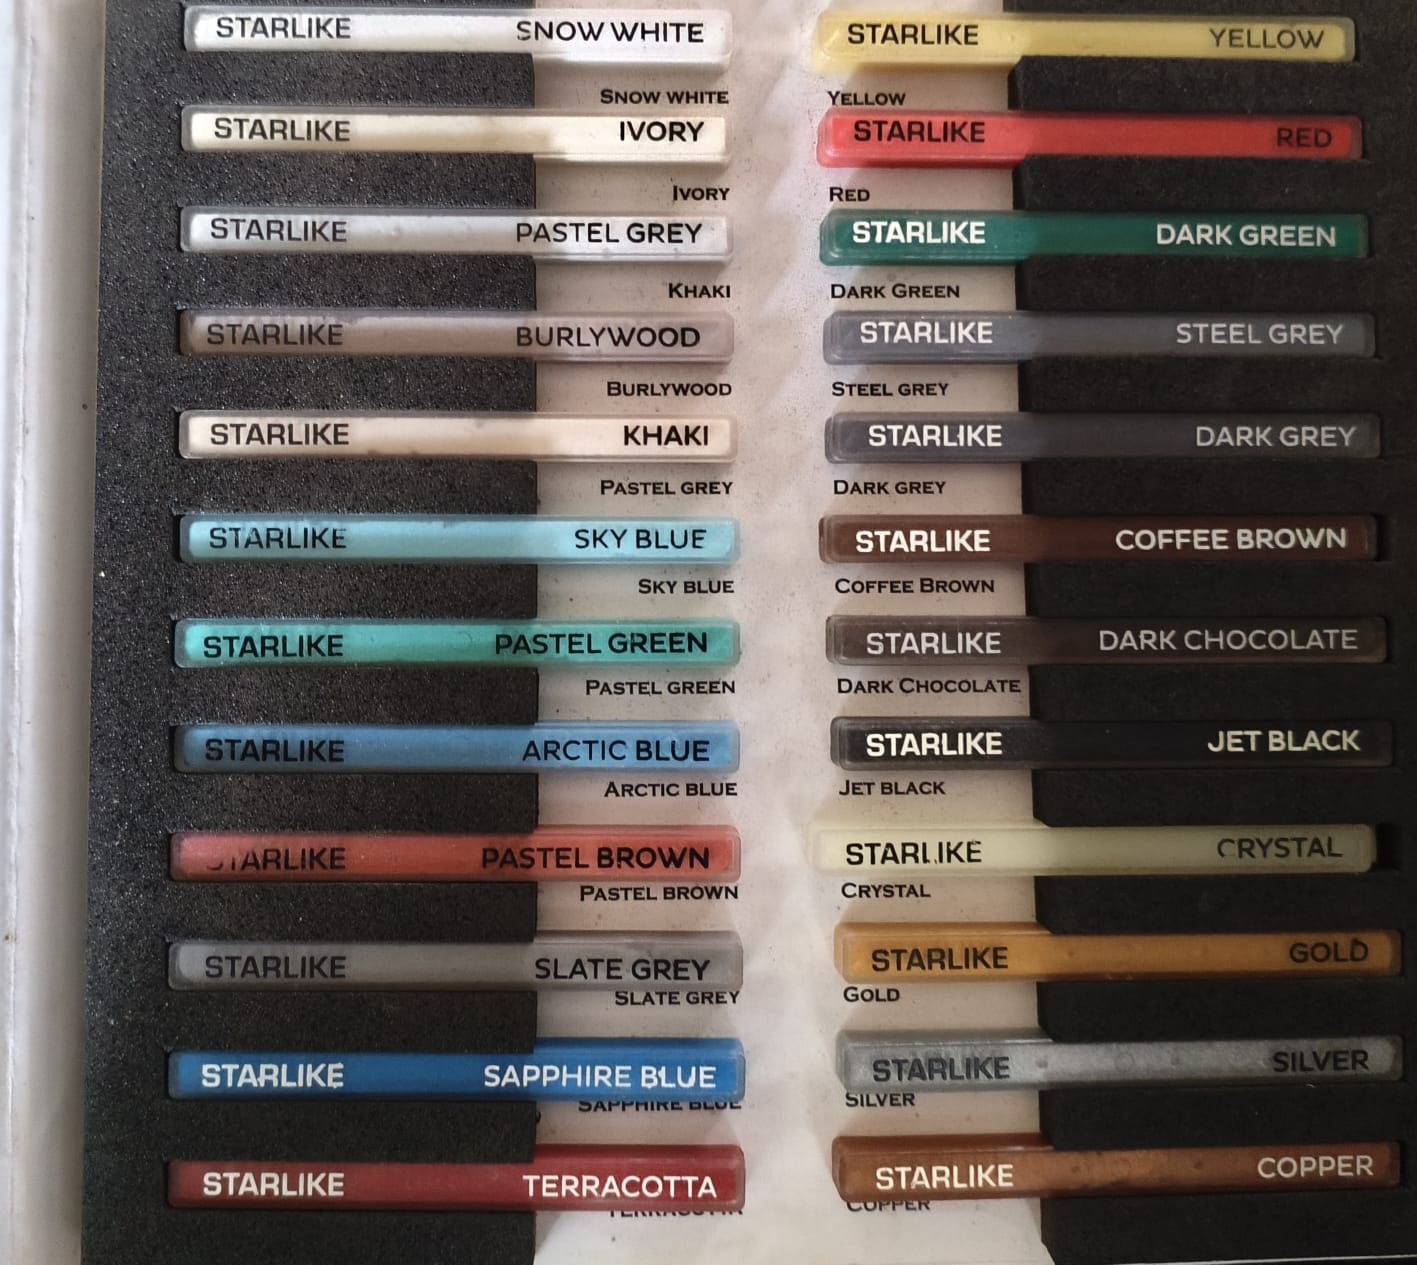 STARLIKE SNOW WHITE
SNOW WHITE
STARLIKE IVORY
IVORY
STARLIKE PASTEL GREY
KHAKI
STARLIKE BURLYWOOD
BURLYWOOD
STARLIKE KHAKI
PASTEL GREY
STARLIKE SKY BLUE
SKY BLUE
STARLIKE PASTEL GREEN
PASTEL GREEN
STARLIKE ARCTIC BLUE
ARCTIC BLUE
STARLIKE PASTEL BROWN
PASTEL BROWN
STARLIKE SLATE GREY
SLATE GREY
STARLIKE SAPPHIRE BLUE
SAPPHIRE BLUE
STARLIKE TERRACOTTA
TERRACOTTA
STARLIKE YELLOW
YELLOW
STARLIKE RED
RED
STARLIKE DARK GREEN
DARK GREEN
STARLIKE STEEL GREY
STEEL GREY
STARLIKE DARK GREY
DARK GREY
STARLIKE COFFEE BROWN
COFFEE BROWN
STARLIKE DARK CHOCOLATE
DARK CHOCOLATE
STARLIKE JET BLACK
JET BLACK
STARLIKE CRYSTAL
CRYSTAL
STARLIKE GOLD
GOLD
STARLIKE SILVER
SILVER
STARLIKE COPPER
COPPER